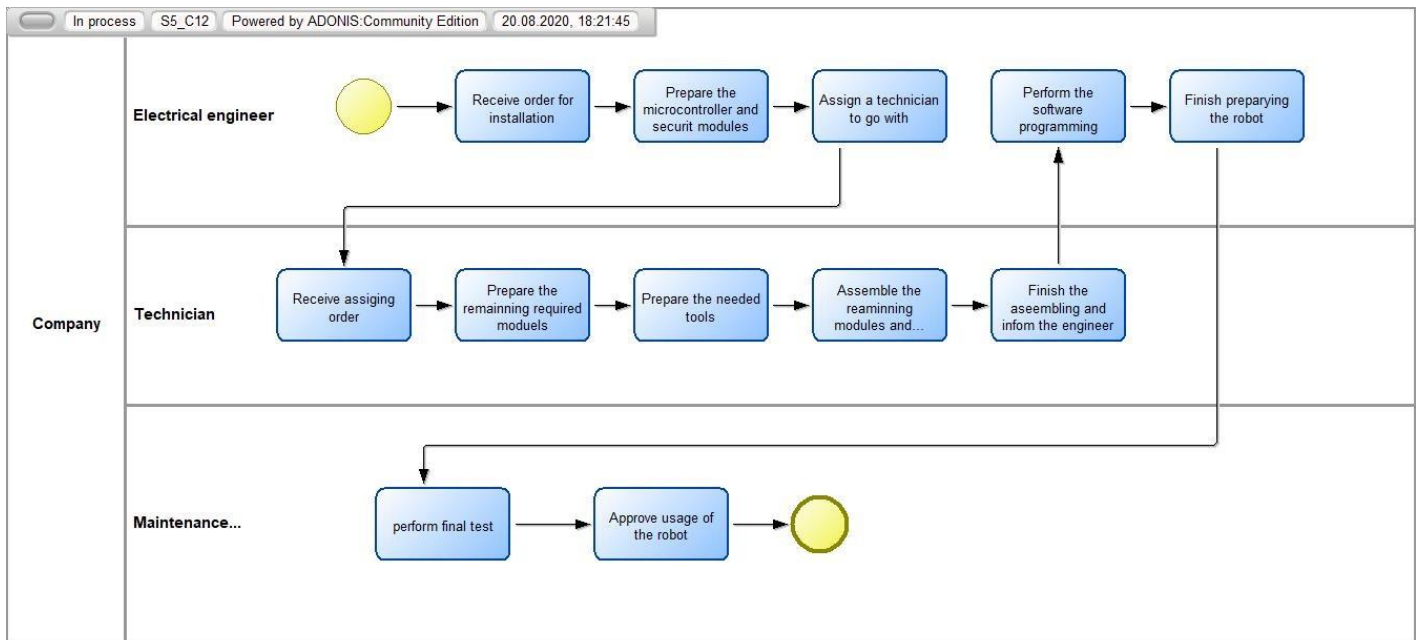 In process S5_C12 Powered by ADONIS:Community Edition 20.08.2020, 18:21:45
Company
Electrical engineer
Receive order for
installation
Prepare the
microcontroller and
securit modules
Assign a technician
to go with
Perform the
software
programming
Finish preparying
the robot
Technician
Receive assiging
order
Prepare the
remainning required
moduels
Prepare the needed
tools
Assemble the
reaminning
modules and...
Finish the
aseembling and
infom the engineer
Maintenance...
perform final test
Approve usage of
the robot